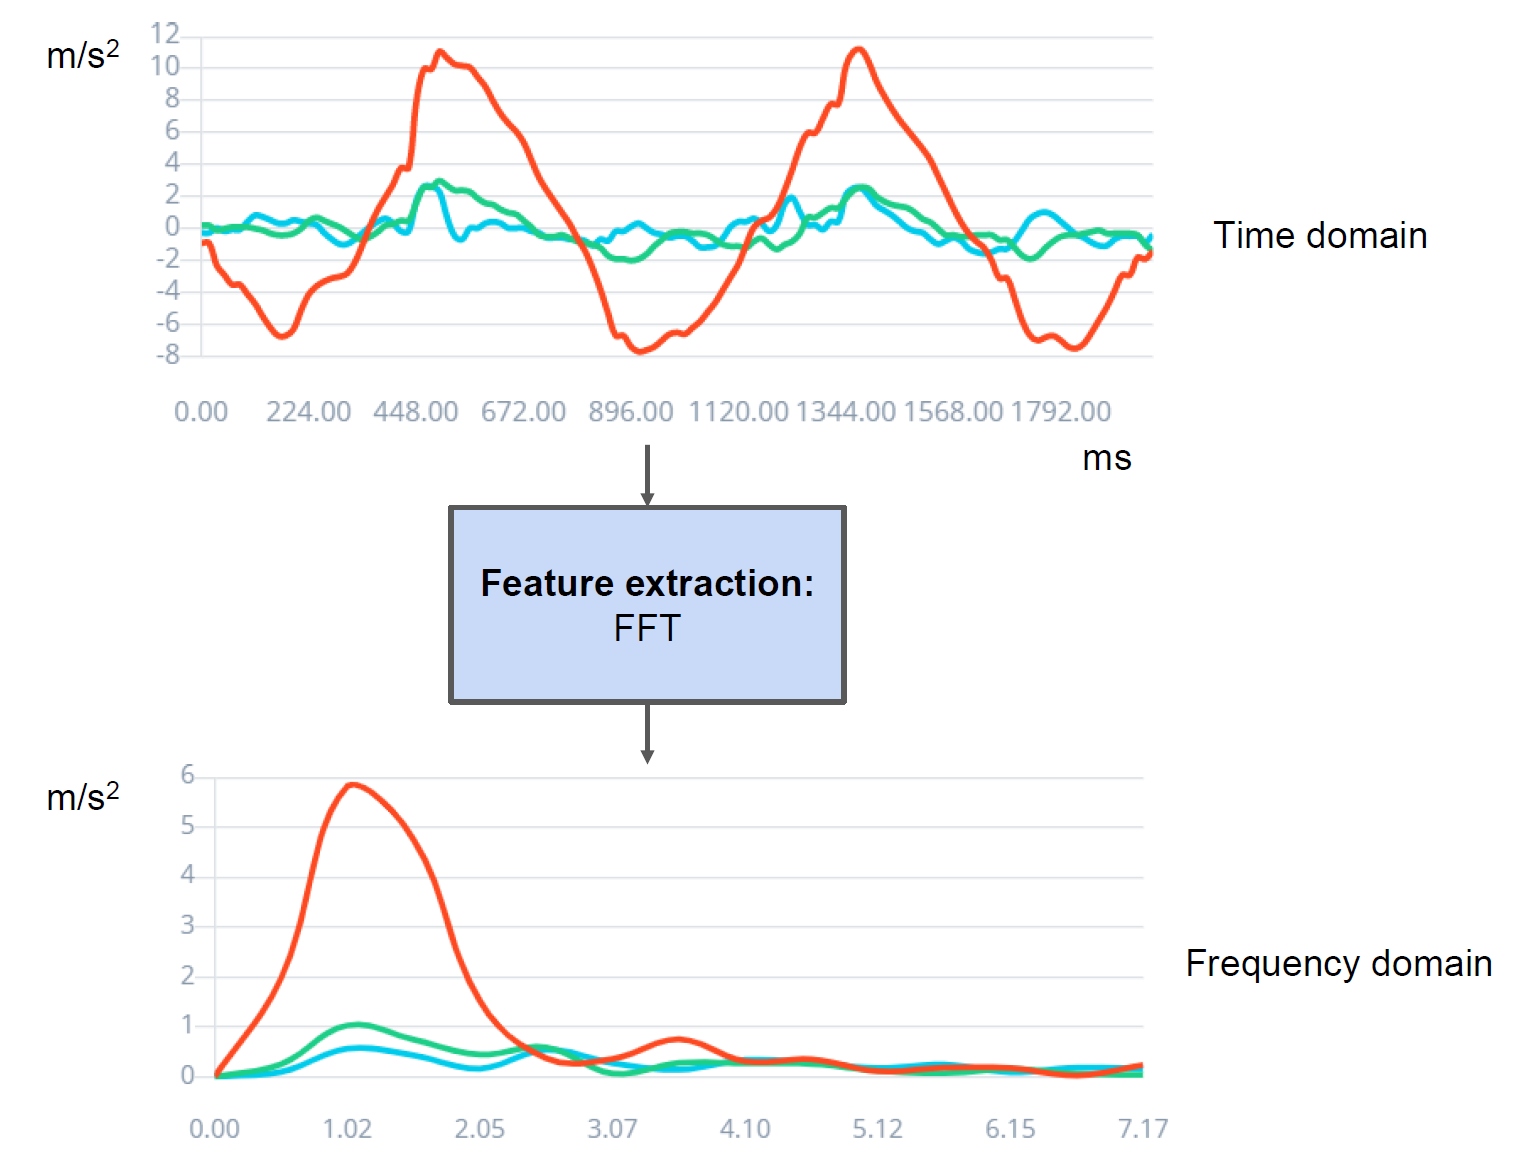 m/s2
12
10
8
6
4
2
0
-2
-4
-6
-8
0.00 224.00 448.00 672.00 896.00 1120.00 1344.00 1568.00 1792.00
ms
Time domain
Feature extraction:
FFT
m/s2
6
5
4
3
2
1
0
0.00 1.02 2.05 3.07 4.10 5.12 6.15 7.17
Frequency domain